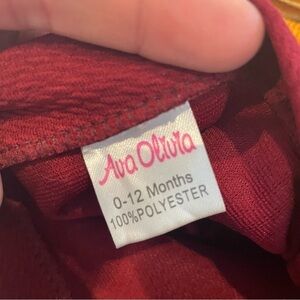 Ava Olivia
0-12 Months
100%POLYESTER